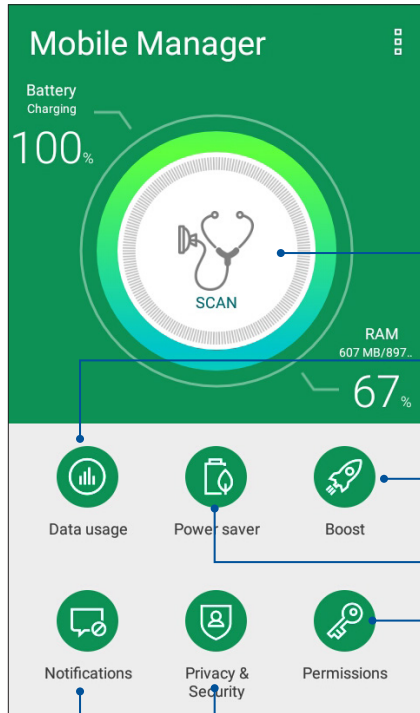 Mobile Manager
Battery
Charging
100%
SCAN
RAM
607 MB/897..
67%
Data usage
Power saver
Boost
Notifications
Privacy &
Security
Permissions